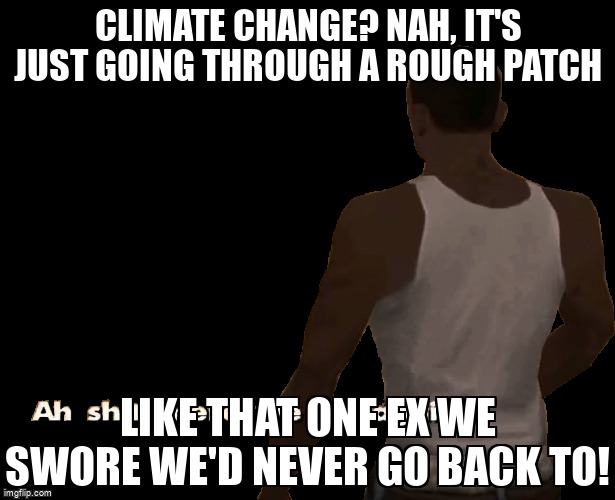 CLIMATE CHANGE? NAH, IT'S
JUST GOING THROUGH A ROUGH PATCH
Ah
LIKE THAT ONE EX WE
SWORE WE'D NEVER GO BACK TO!
imgflip.com